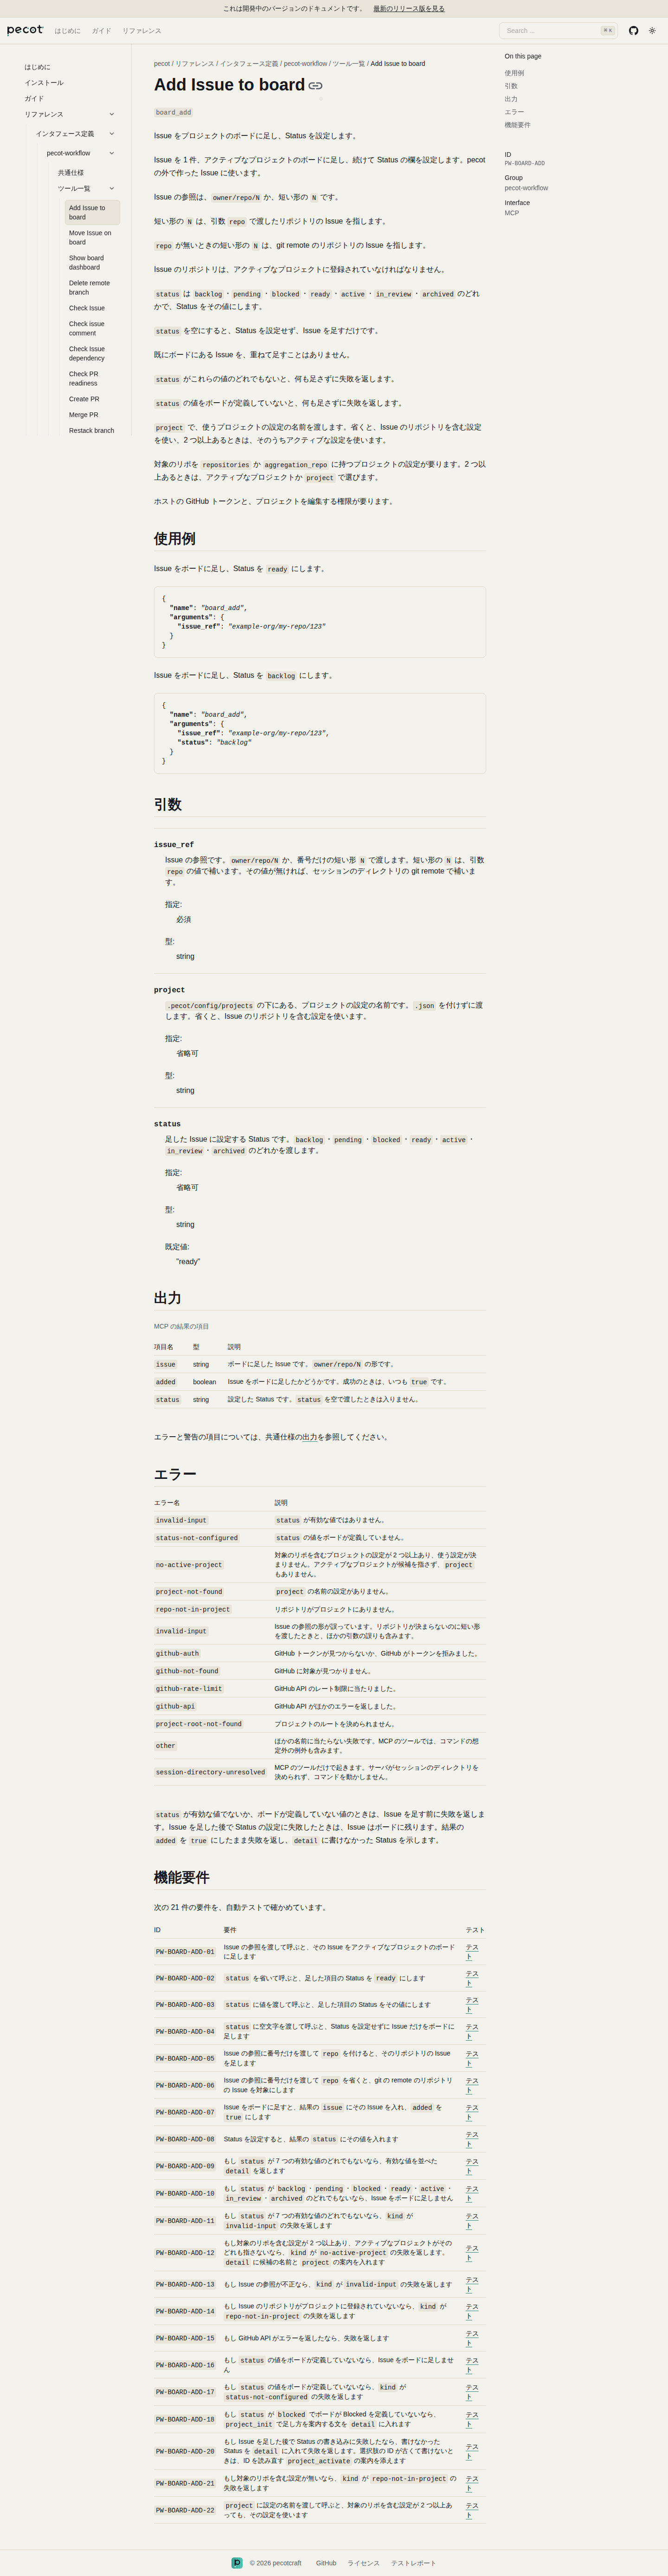 これは開発中のバージョンのドキュメントです。 最新のリリース版を見る
pecot はじめに ガイド リファレンス Search ... ⌘ K
はじめに
インストール
ガイド
リファレンス
インタフェース定義
pecot-workflow
共通仕様
ツール一覧
Add Issue to board
Move Issue on board
Show board dashboard
Delete remote branch
Check Issue
Check issue comment
Check Issue dependency
Check PR readiness
Create PR
Merge PR
Restack branch
pecot / リファレンス / インタフェース定義 / pecot-workflow / ツール一覧 / Add Issue to board
Add Issue to board
board_add
Issue をプロジェクトのボードに足し、Status を設定します。
Issue を 1 件、アクティブなプロジェクトのボードに足し、続けて Status の欄を設定します。pecot の外で作った Issue に使います。
Issue の参照は、 owner/repo/N か、短い形の N です。
短い形の N は、引数 repo で渡したリポジトリの Issue を指します。
repo が無いときの短い形の N は、git remote のリポジトリの Issue を指します。
Issue のリポジトリは、アクティブなプロジェクトに登録されていなければなりません。
status は backlog ・ pending ・ blocked ・ ready ・ active ・ in_review ・ archived のどれかで、Status をその値にします。
status を空にすると、Status を設定せず、Issue を足すだけです。
既にボードにある Issue を、重ねて足すことはありません。
status がこれらの値のどれでもないと、何も足さずに失敗を返します。
status の値をボードが定義していないと、何も足さずに失敗を返します。
project で、使うプロジェクトの設定の名前を渡します。省くと、Issue のリポジトリを含む設定を使い、2 つ以上あるときは、そのうちアクティブな設定を使います。
対象のリポを repositories か aggregation_repo に持つプロジェクトの設定が要ります。2 つ以上あるときは、アクティブなプロジェクトか project で選びます。
ホストの GitHub トークンと、プロジェクトを編集する権限が要ります。
使用例
Issue をボードに足し、Status を ready にします。
{
"name": "board_add",
"arguments": {
"issue_ref": "example-org/my-repo/123"
}
}
Issue をボードに足し、Status を backlog にします。
{
"name": "board_add",
"arguments": {
"issue_ref": "example-org/my-repo/123",
"status": "backlog"
}
}
引数
issue_ref
Issue の参照です。 owner/repo/N か、番号だけの短い形 N で渡します。短い形の N は、引数 repo の値で補います。その値が無ければ、セッションのディレクトリの git remote で補います。
指定:
必須
型:
string
project
.pecot/config/projects の下にある、プロジェクトの設定の名前です。 .json を付けずに渡します。省くと、Issue のリポジトリを含む設定を使います。
指定:
省略可
型:
string
status
足した Issue に設定する Status です。 backlog ・ pending ・ blocked ・ ready ・ active ・ in_review ・ archived のどれかを渡します。
指定:
省略可
型:
string
既定値:
"ready"
出力
MCP の結果の項目
項目名 型 説明
issue string ボードに足した Issue です。 owner/repo/N の形です。
added boolean Issue をボードに足したかどうかです。成功のときは、いつも true です。
status string 設定した Status です。 status を空で渡したときは入りません。
エラーと警告の項目については、共通仕様の出力を参照してください。
エラー
エラー名 説明
invalid-input status が有効な値ではありません。
status-not-configured status の値をボードが定義していません。
no-active-project 対象のリポを含むプロジェクトの設定が 2 つ以上あり、使う設定が決まりません。アクティブなプロジェクトが候補を指さず、 project もありません。
project-not-found project の名前の設定がありません。
repo-not-in-project リポジトリがプロジェクトにありません。
invalid-input Issue の参照の形が誤っています。リポジトリが決まらないのに短い形を渡したときと、ほかの引数の誤りも含みます。
github-auth GitHub トークンが見つからないか、GitHub がトークンを拒みました。
github-not-found GitHub に対象が見つかりません。
github-rate-limit GitHub API のレート制限に当たりました。
github-api GitHub API がほかのエラーを返しました。
project-root-not-found プロジェクトのルートを決められません。
other ほかの名前に当たらない失敗です。MCP のツールでは、コマンドの想定外の例外も含みます。
session-directory-unresolved MCP のツールだけで起きます。サーバがセッションのディレクトリを決められず、コマンドを動かしません。
status が有効な値でないか、ボードが定義していない値のときは、Issue を足す前に失敗を返します。Issue を足した後で Status の設定に失敗したときは、Issue はボードに残ります。結果の added を true にしたまま失敗を返し、 detail に書けなかった Status を示します。
機能要件
次の 21 件の要件を、自動テストで確かめています。
ID 要件 テスト
PW-BOARD-ADD-01 Issue の参照を渡して呼ぶと、その Issue をアクティブなプロジェクトのボードに足します テスト
PW-BOARD-ADD-02 status を省いて呼ぶと、足した項目の Status を ready にします テスト
PW-BOARD-ADD-03 status に値を渡して呼ぶと、足した項目の Status をその値にします テスト
PW-BOARD-ADD-04 status に空文字を渡して呼ぶと、Status を設定せずに Issue だけをボードに足します テスト
PW-BOARD-ADD-05 Issue の参照に番号だけを渡して repo を付けると、そのリポジトリの Issue を足します テスト
PW-BOARD-ADD-06 Issue の参照に番号だけを渡して repo を省くと、git の remote のリポジトリの Issue を対象にします テスト
PW-BOARD-ADD-07 Issue をボードに足すと、結果の issue にその Issue を入れ、 added を true にします テスト
PW-BOARD-ADD-08 Status を設定すると、結果の status にその値を入れます テスト
PW-BOARD-ADD-09 もし status が 7 つの有効な値のどれでもないなら、有効な値を並べた detail を返します テスト
PW-BOARD-ADD-10 もし status が backlog ・ pending ・ blocked ・ ready ・ active ・ in_review ・ archived のどれでもないなら、Issue をボードに足しません テスト
PW-BOARD-ADD-11 もし status が 7 つの有効な値のどれでもないなら、 kind が invalid-input の失敗を返します テスト
PW-BOARD-ADD-12 もし対象のリポを含む設定が 2 つ以上あり、アクティブなプロジェクトがそのどれも指さないなら、 kind が no-active-project の失敗を返します。 detail に候補の名前と project の案内を入れます テスト
PW-BOARD-ADD-13 もし Issue の参照が不正なら、 kind が invalid-input の失敗を返します テスト
PW-BOARD-ADD-14 もし Issue のリポジトリがプロジェクトに登録されていないなら、 kind が repo-not-in-project の失敗を返します テスト
PW-BOARD-ADD-15 もし GitHub API がエラーを返したなら、失敗を返します テスト
PW-BOARD-ADD-16 もし status の値をボードが定義していないなら、Issue をボードに足しません テスト
PW-BOARD-ADD-17 もし status の値をボードが定義していないなら、 kind が status-not-configured の失敗を返します テスト
PW-BOARD-ADD-18 もし status が blocked でボードが Blocked を定義していないなら、 project_init で足し方を案内する文を detail に入れます テスト
PW-BOARD-ADD-20 もし Issue を足した後で Status の書き込みに失敗したなら、書けなかった Status を detail に入れて失敗を返します。選択肢の ID が古くて書けないときは、ID を読み直す project_activate の案内を添えます テスト
PW-BOARD-ADD-21 もし対象のリポを含む設定が無いなら、 kind が repo-not-in-project の失敗を返します テスト
PW-BOARD-ADD-22 project に設定の名前を渡して呼ぶと、対象のリポを含む設定が 2 つ以上あっても、その設定を使います テスト
On this page
使用例
引数
出力
エラー
機能要件
ID
PW-BOARD-ADD
Group
pecot-workflow
Interface
MCP
© 2026 pecotcraft GitHub ライセンス テストレポート